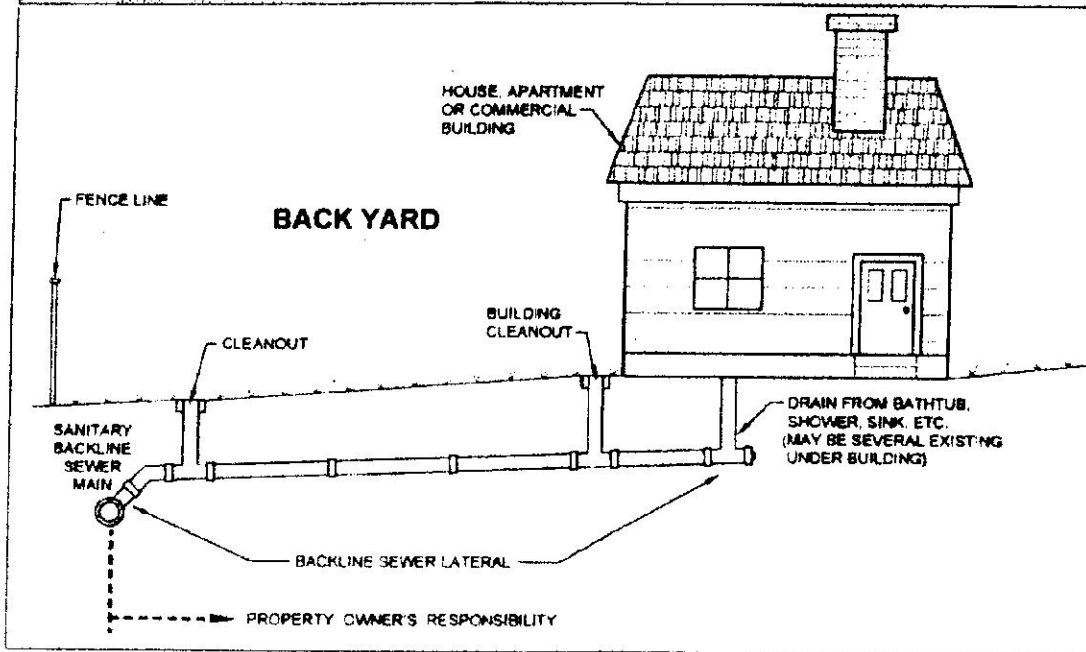 HOUSE, APARTMENT
OR COMMERCIAL
BUILDING
FENCE LINE
BACK YARD
BUILDING
CLEANOUT
CLEANOUT
SANITARY
BACKLINE
SEWER
MAIN
DRAIN FROM BATHTUB,
SHOWER, SINK, ETC.
(MAY BE SEVERAL EXISTING
UNDER BUILDING)
BACKLINE SEWER LATERAL
PROPERTY OWNER'S RESPONSIBILITY